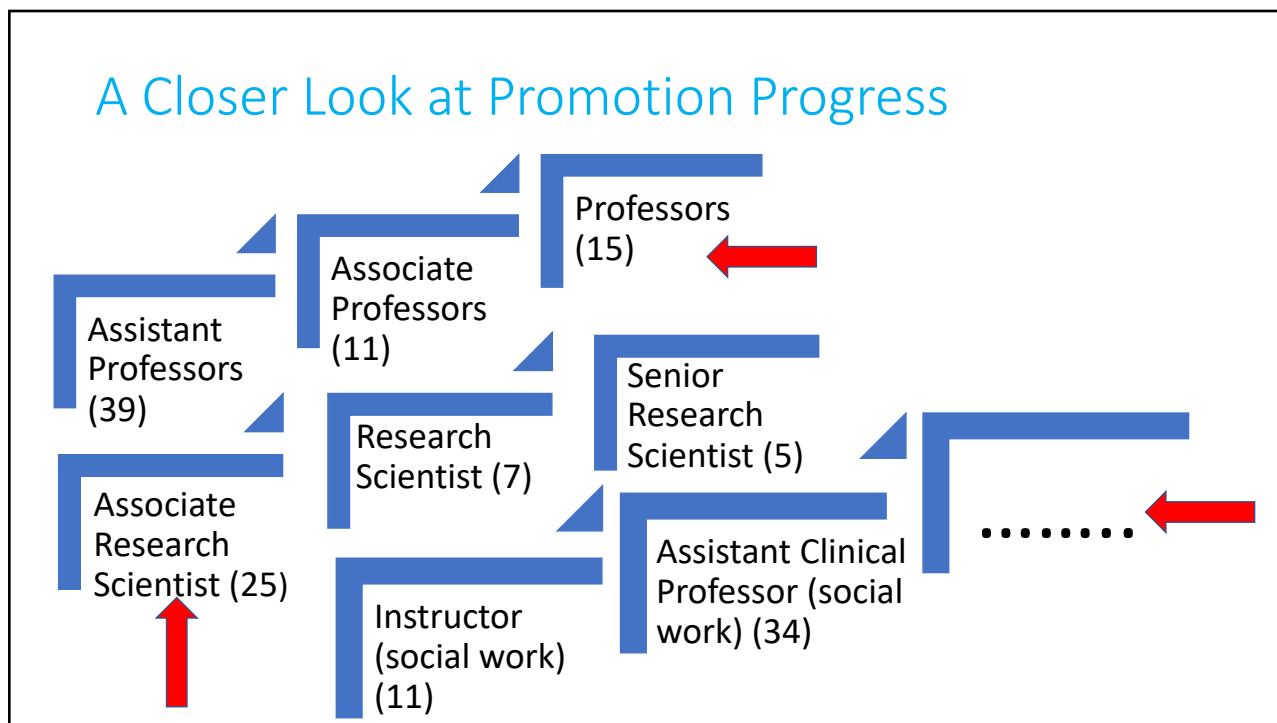 A Closer Look at Promotion Progress
Assistant
Professors
(39)
Associate
Professors
(11)
Professors
(15)
Associate
Research
Scientist (25)
Research
Scientist (7)
Senior
Research
Scientist (5)
Instructor
(social work)
(11)
Assistant Clinical
Professor (social
work) (34)
........